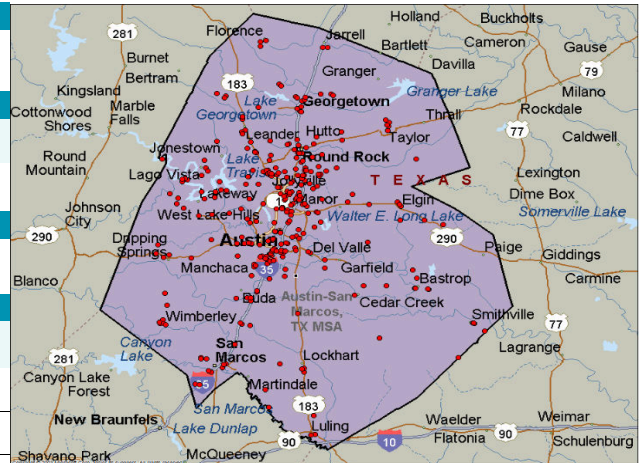 Holland
Buckholts
281
Florence
Jarrell
Cameron
Bartlett
Gause
Burnet
Davilla
Granger
79
Bertram
183
Kingsland
Lake
Georgetown
Georgetown
Granger Lake
Milano
Marble
Falls
Cottonwood
Shores
Thrall
Rockdale
77
Leander
Hutto
Taylor
Caldwell
Jonestown
Round
Mountain
Lake
Travis
Round Rock
Lago Vista
TEXAS
Lexington
Jollyville
Lakeway
Manor
Elgin
Dime Box
Johnson
City
West Lake Hills
Walter E. Long Lake
Somerville Lake
290
Dripping
Springs
Austin
Del Valle
290
Paige
Giddings
Manchaca
35
Garfield
Blanco
Bastrop
Carmine
Buda
Austin-San
Marcos,
TX MSA
Cedar Creek
Wimberley
Smithville
77
Canyon
Lake
San
Marcos
Lagrange
281
Lockhart
Canyon Lake
Forest
35
Martindale
183
New Braunfels
San Marco
Luling
Waelder
Weimar
Lake Dunlap
90
10
Flatonia
90
Schulenburg
Shavano Park
McQueeney